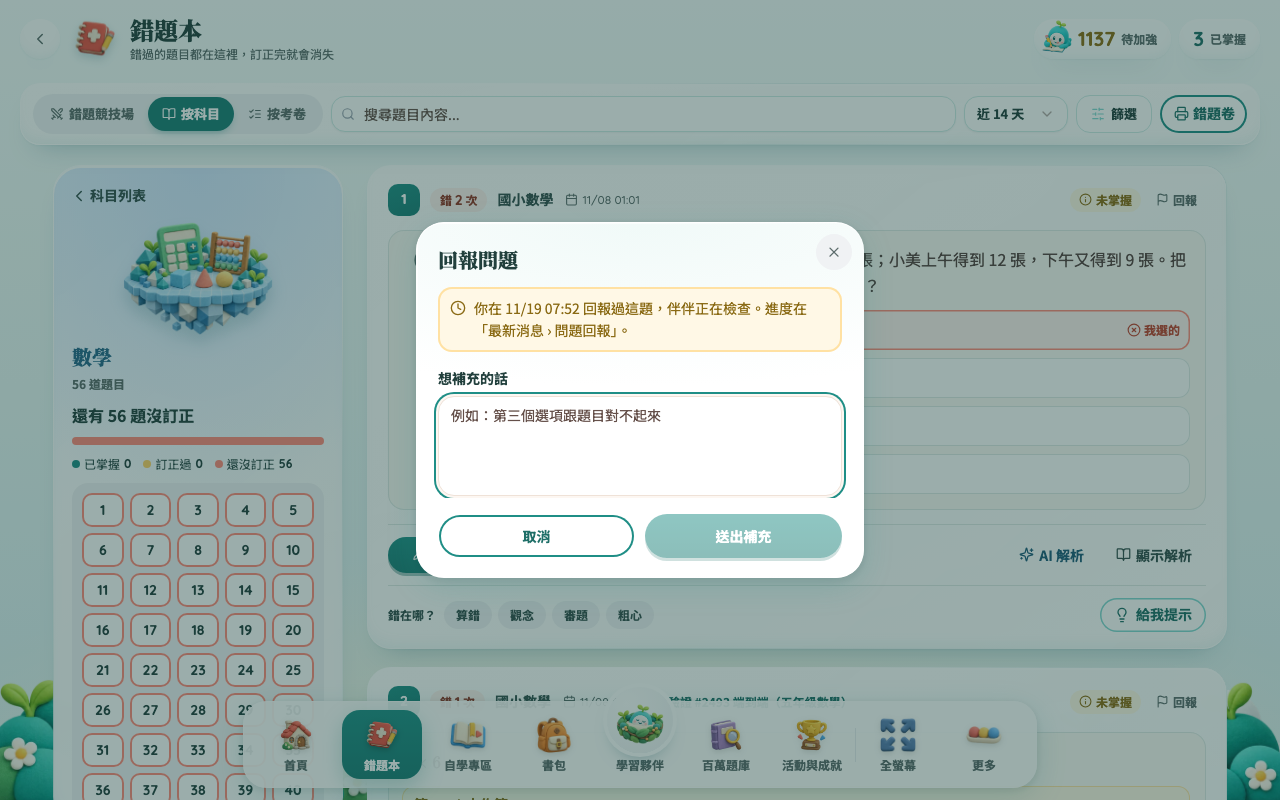 錯題本
錯過的題目都在這裡,訂正完就會消失
1137 待加強
3 已掌握
錯題競技場
按科目
按考卷
搜尋題目內容...
近 14 天
篩選
錯題卷
科目列表
數學
56 道題目
還有 56 題沒訂正
已掌握 0
訂正過 0
還沒訂正 56
1 2 3 4 5
6 7 8 9 10
11 12 13 14 15
16 17 18 19 20
21 22 23 24 25
26 27 28 29 30
31 32 33
36 37 38 39 40
1
錯 2 次
國小數學
11/08 01:01
未掌握
回報
張;小美上午得到 12 張,下午又得到 9 張。把
?
我選的
AI 解析
顯示解析
錯在哪?
算錯
觀念
審題
粗心
給我提示
2
錯 1 次
國小數學
未掌握
回報
回報問題
你在 11/19 07:52 回報過這題,伴伴正在檢查。進度在
「最新消息 › 問題回報」。
想補充的話
例如:第三個選項跟題目對不起來
取消
送出補充
首頁
錯題本
自學專區
書包
學習夥伴
百萬題庫
活動與成就
全螢幕
更多